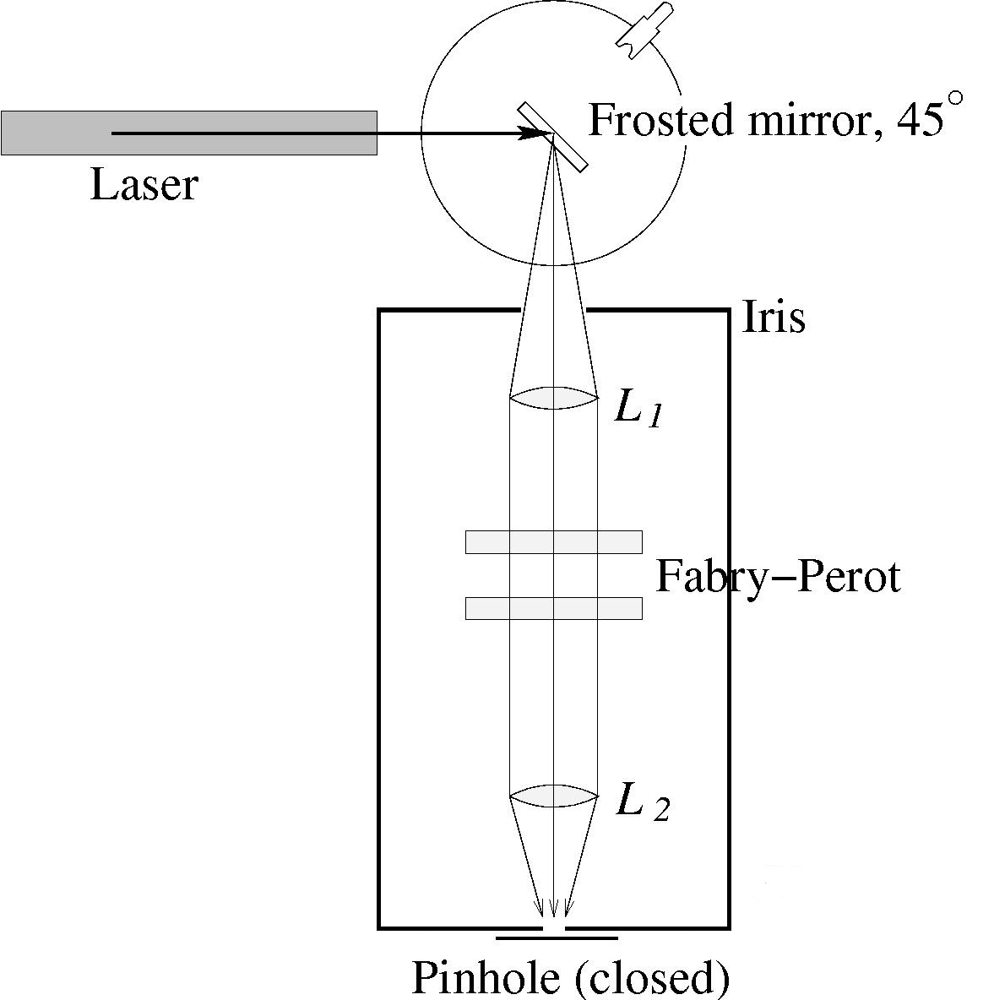 Frosted mirror, 45°
Laser
Iris
L1
Fabry–Perot
L2
Pinhole (closed)